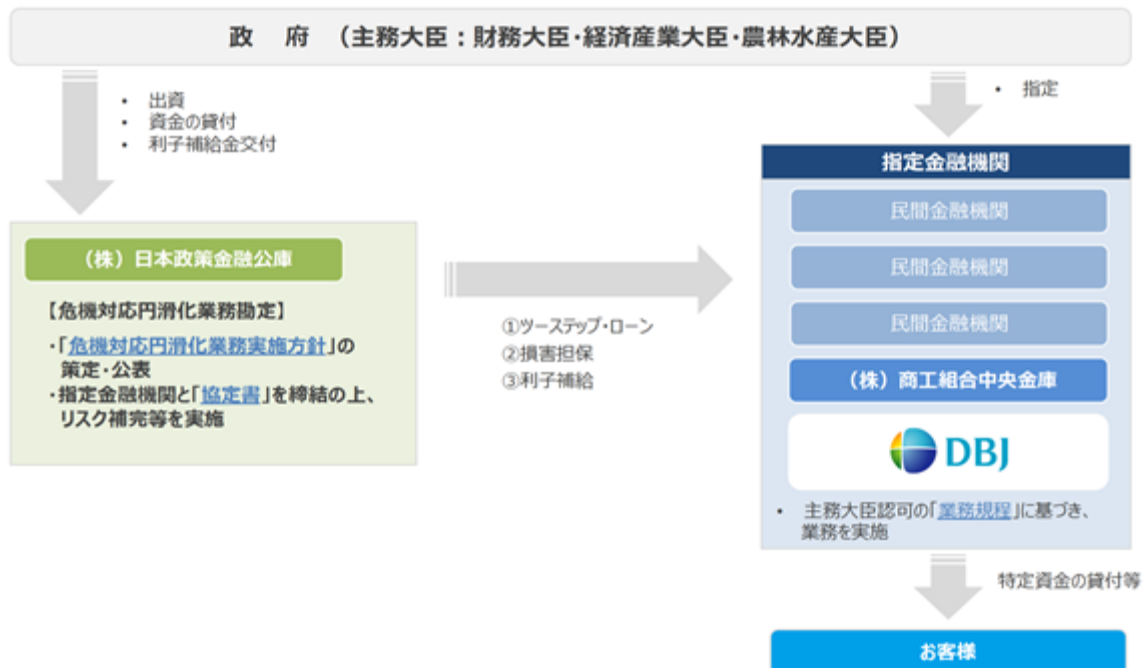 政　府　（主務大臣：財務大臣・経済産業大臣・農林水産大臣）
・ 出資
・ 資金の貸付
・ 利子補給金交付
・ 指定
（株）日本政策金融公庫
【危機対応円滑化業務勘定】
・「危機対応円滑化業務実施方針」の
策定・公表
・指定金融機関と「協定書」を締結の上、
リスク補完等を実施
①ツーステップ・ローン
②損害担保
③利子補給
指定金融機関
民間金融機関
民間金融機関
民間金融機関
（株）商工組合中央金庫
DBJ
・ 主務大臣認可の「業務規程」に基づき、
業務を実施
特定資金の貸付等
お客様